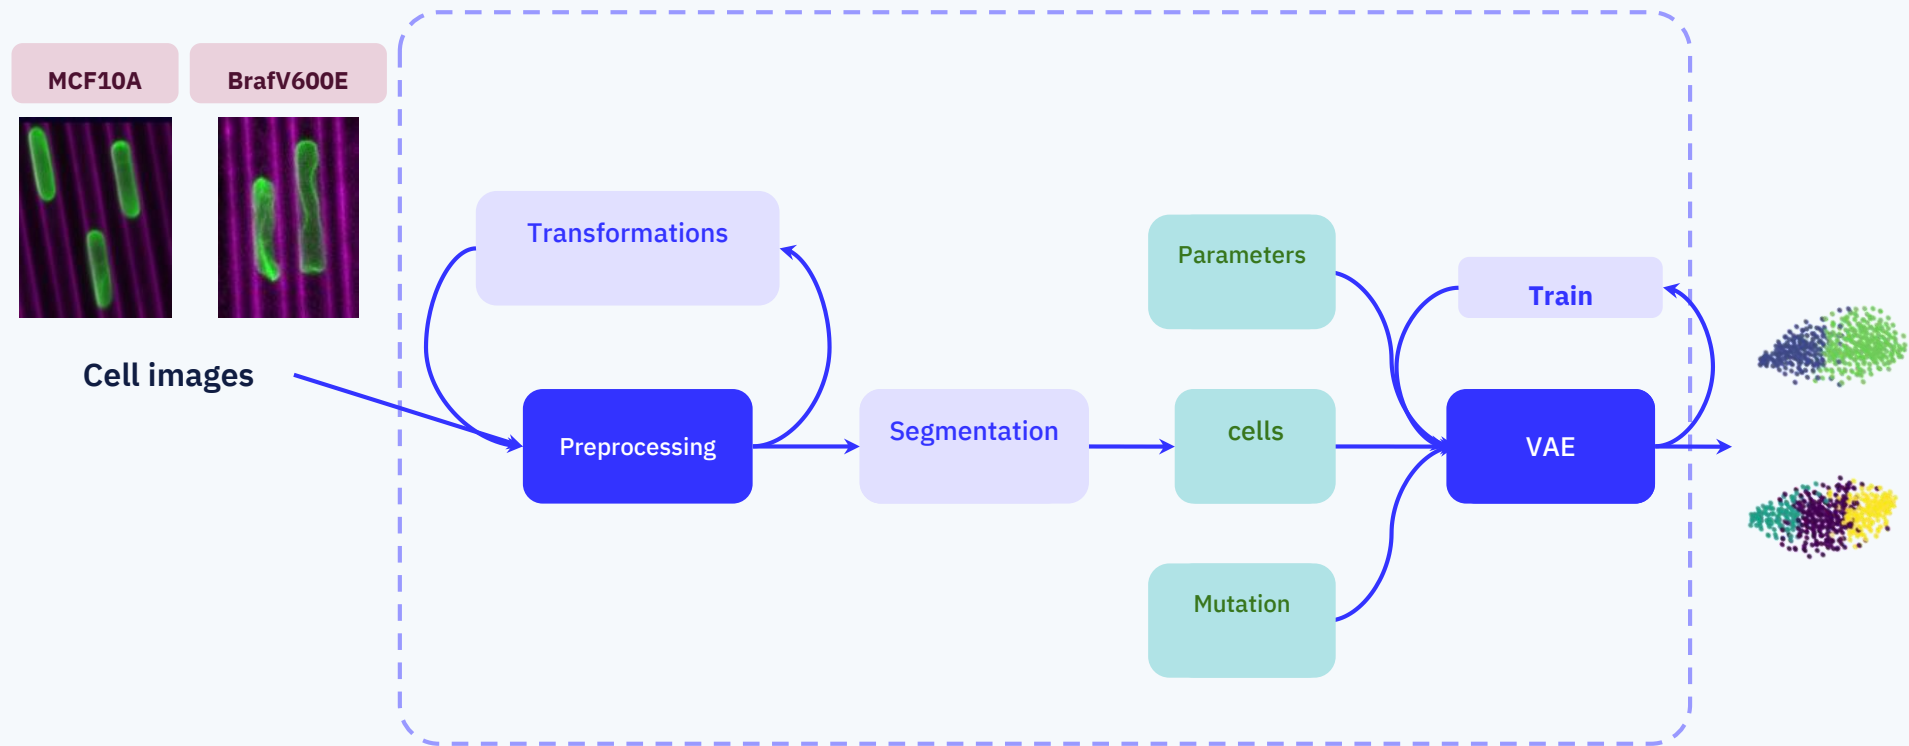 MCF10A
BrafV600E
Cell images
Transformations
Preprocessing
Segmentation
Parameters
cells
Mutation
Train
VAE